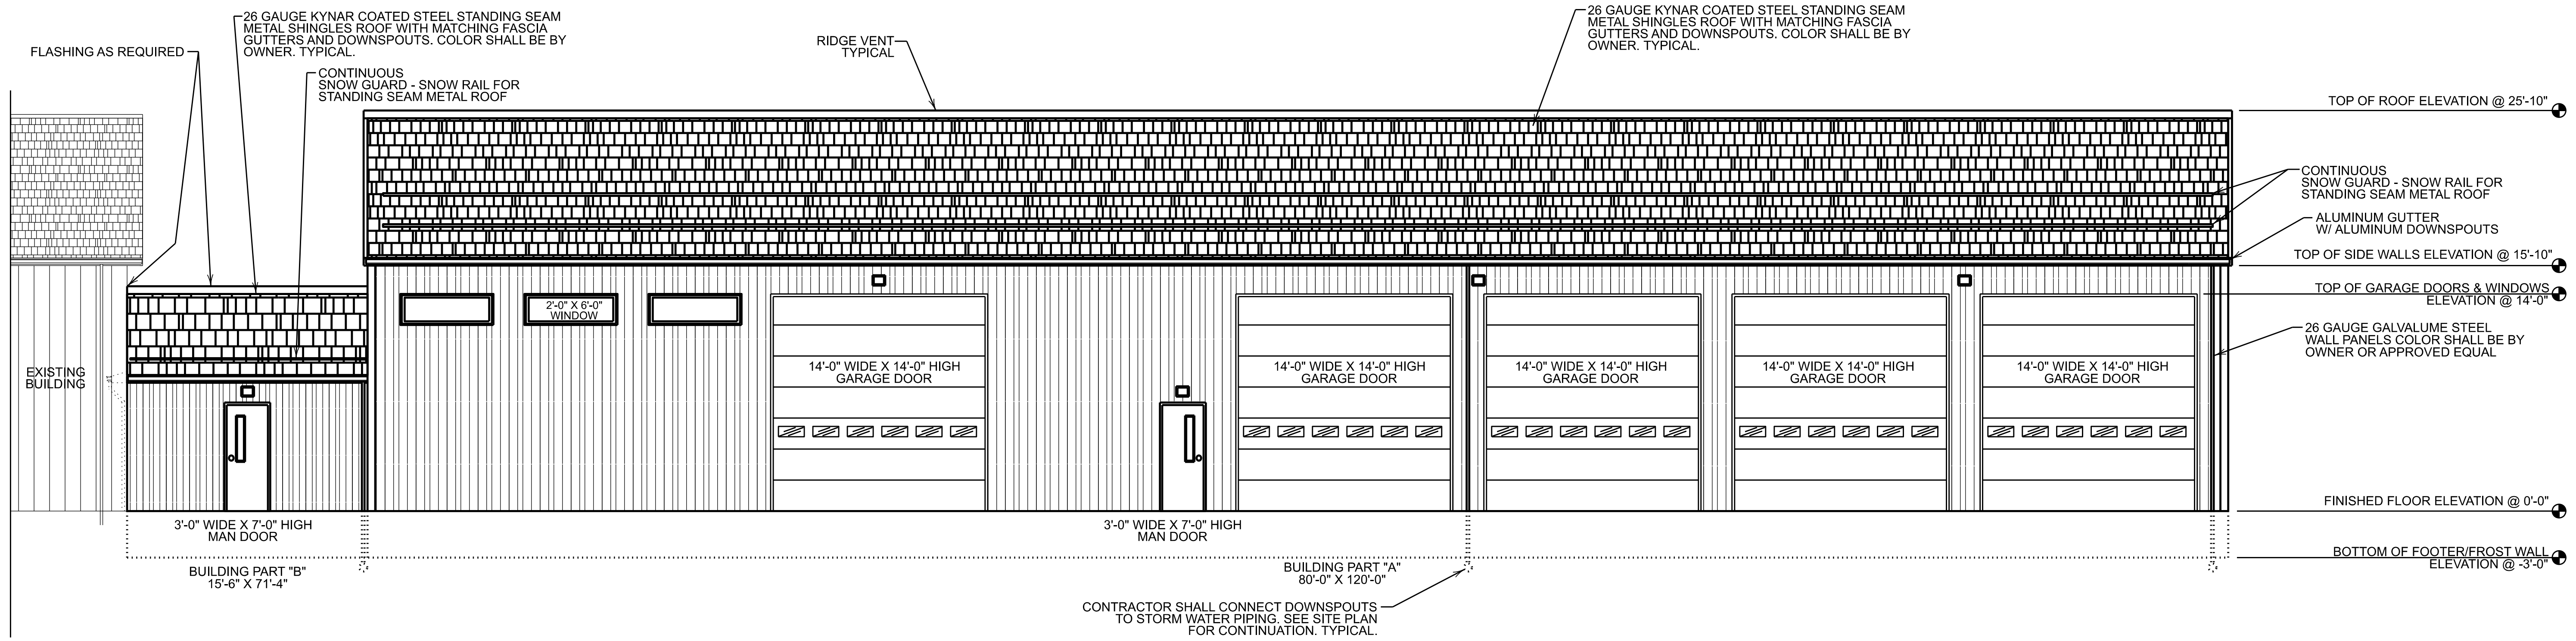 26 GAUGE KYNAR COATED STEEL STANDING SEAM
METAL SHINGLES ROOF WITH MATCHING FASCIA
GUTTERS AND DOWNSPOUTS. COLOR SHALL BE BY
OWNER. TYPICAL.
FLASHING AS REQUIRED
CONTINUOUS
SNOW GUARD - SNOW RAIL FOR
STANDING SEAM METAL ROOF
RIDGE VENT
TYPICAL
26 GAUGE KYNAR COATED STEEL STANDING SEAM
METAL SHINGLES ROOF WITH MATCHING FASCIA
GUTTERS AND DOWNSPOUTS. COLOR SHALL BE BY
OWNER. TYPICAL.
TOP OF ROOF ELEVATION @ 25'-10"
CONTINUOUS
SNOW GUARD - SNOW RAIL FOR
STANDING SEAM METAL ROOF
ALUMINUM GUTTER
W/ ALUMINUM DOWNSPOUTS
TOP OF SIDE WALLS ELEVATION @ 15'-10"
TOP OF GARAGE DOORS & WINDOWS
ELEVATION @ 14'-0"
26 GAUGE GALVALUME STEEL
WALL PANELS COLOR SHALL BE BY
OWNER OR APPROVED EQUAL
2'-0" X 6'-0"
WINDOW
EXISTING
BUILDING
14'-0" WIDE X 14'-0" HIGH
GARAGE DOOR
14'-0" WIDE X 14'-0" HIGH
GARAGE DOOR
14'-0" WIDE X 14'-0" HIGH
GARAGE DOOR
14'-0" WIDE X 14'-0" HIGH
GARAGE DOOR
14'-0" WIDE X 14'-0" HIGH
GARAGE DOOR
FINISHED FLOOR ELEVATION @ 0'-0"
3'-0" WIDE X 7'-0" HIGH
MAN DOOR
3'-0" WIDE X 7'-0" HIGH
MAN DOOR
BOTTOM OF FOOTER/FROST WALL
ELEVATION @ -3'-0"
BUILDING PART "B"
15'-6" X 71'-4"
BUILDING PART "A"
80'-0" X 120'-0"
CONTRACTOR SHALL CONNECT DOWNSPOUTS
TO STORM WATER PIPING. SEE SITE PLAN
FOR CONTINUATION. TYPICAL.